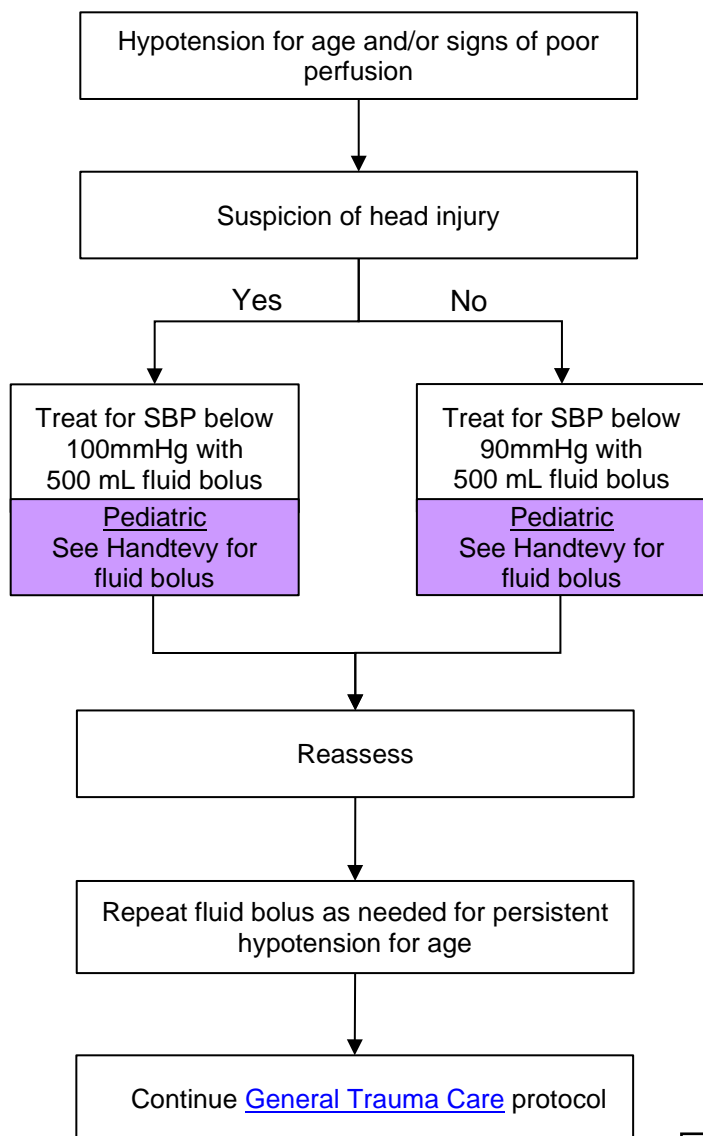 Hypotension for age and/or signs of poor
perfusion
Suspicion of head injury
Yes
No
Treat for SBP below
100mmHg with
500 mL fluid bolus
Pediatric
See Handtevy for
fluid bolus
Treat for SBP below
90mmHg with
500 mL fluid bolus
Pediatric
See Handtevy for
fluid bolus
Reassess
Repeat fluid bolus as needed for persistent
hypotension for age
Continue General Trauma Care protocol